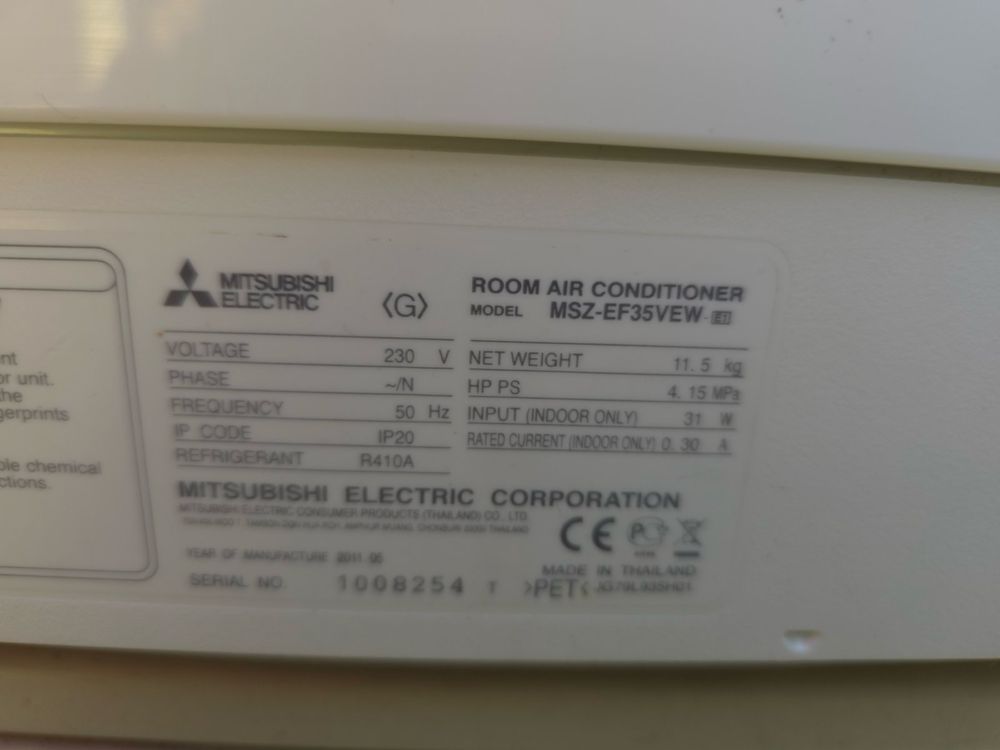 nt
or unit.
the
gerprints
ble chemical
ctions.
MITSUBISHI
ELECTRIC
⟨G⟩
ROOM AIR CONDITIONER
MODEL MSZ-EF35VEW-E1
VOLTAGE 230 V
PHASE ~/N
FREQUENCY 50 Hz
IP CODE IP20
REFRIGERANT R410A
NET WEIGHT 11.5 kg
HP PS 4.15 MPa
INPUT (INDOOR ONLY) 31 W
RATED CURRENT (INDOOR ONLY) 0.30 A
MITSUBISHI ELECTRIC CORPORATION
MITSUBISHI ELECTRIC CONSUMER PRODUCTS (THAILAND) CO., LTD.
CE
YEAR OF MANUFACTURE 2011
MADE IN THAILAND
SERIAL NO. 1008254 T >PET< JG79L935H01